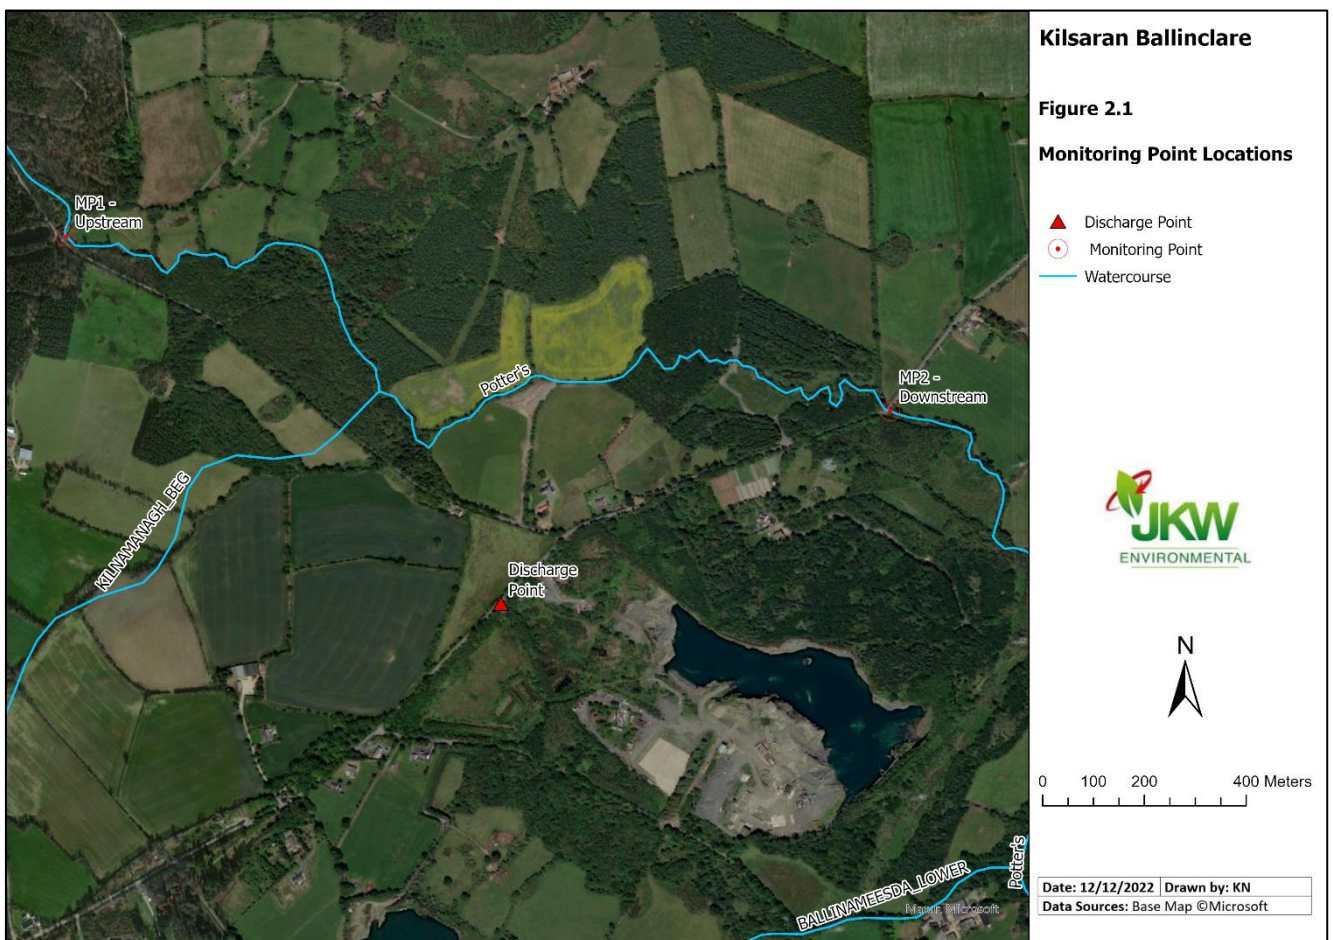 Kilsaran Ballinclare
Figure 2.1
Monitoring Point Locations
Discharge Point
Monitoring Point
Watercourse
MP1 -
Upstream
Potter's
MP2 -
Downstream
KILNAMANAGH_BEG
Discharge
Point
BALLINAMEESDA_LOWER
Potter's
Maxar, Microsoft
JKW
ENVIRONMENTAL
N
0 100 200 400 Meters
Date: 12/12/2022 Drawn by: KN
Data Sources: Base Map ©Microsoft